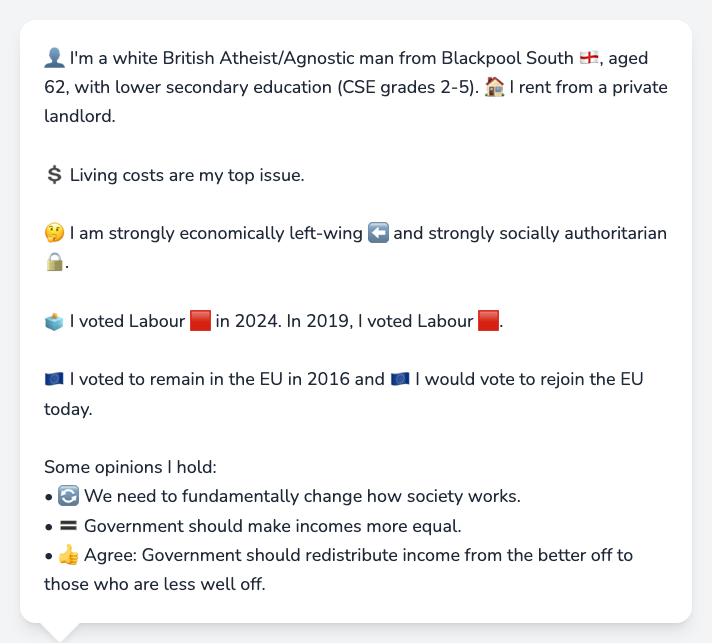 👤 I'm a white British Atheist/Agnostic man from Blackpool South 🏴󠁧󠁢󠁥󠁮󠁧󠁿, aged
62, with lower secondary education (CSE grades 2-5). 🏠 I rent from a private
landlord.
💲 Living costs are my top issue.
🤔 I am strongly economically left-wing ⬅️ and strongly socially authoritarian
🔒.
🗳️ I voted Labour 🟥 in 2024. In 2019, I voted Labour 🟥.
🇪🇺 I voted to remain in the EU in 2016 and 🇪🇺 I would vote to rejoin the EU
today.
Some opinions I hold:
• 🔄 We need to fundamentally change how society works.
• 🟰 Government should make incomes more equal.
• 👍 Agree: Government should redistribute income from the better off to
those who are less well off.